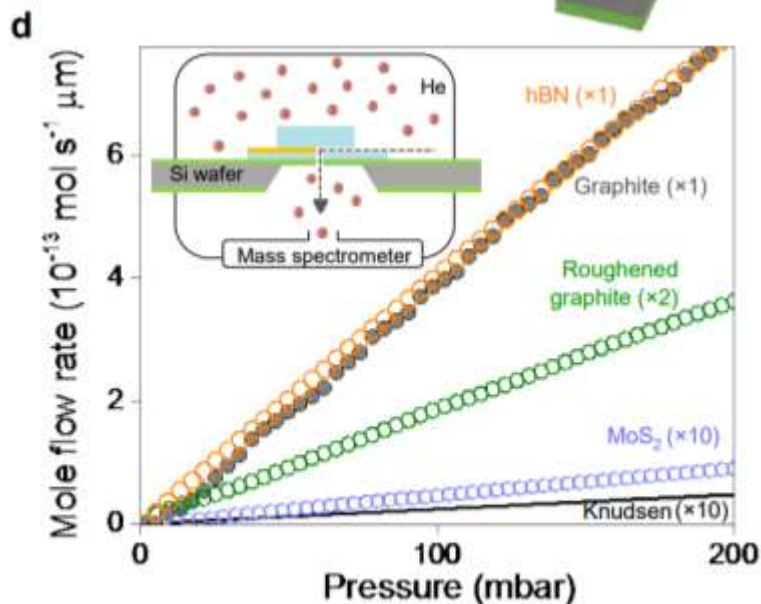 d
Mole flow rate (10⁻¹³ mol s⁻¹ μm)
6
4
2
0
He
Si wafer
Mass spectrometer
hBN (×1)
Graphite (×1)
Roughened
graphite (×2)
MoS₂ (×10)
Knudsen (×10)
0
100
200
Pressure (mbar)